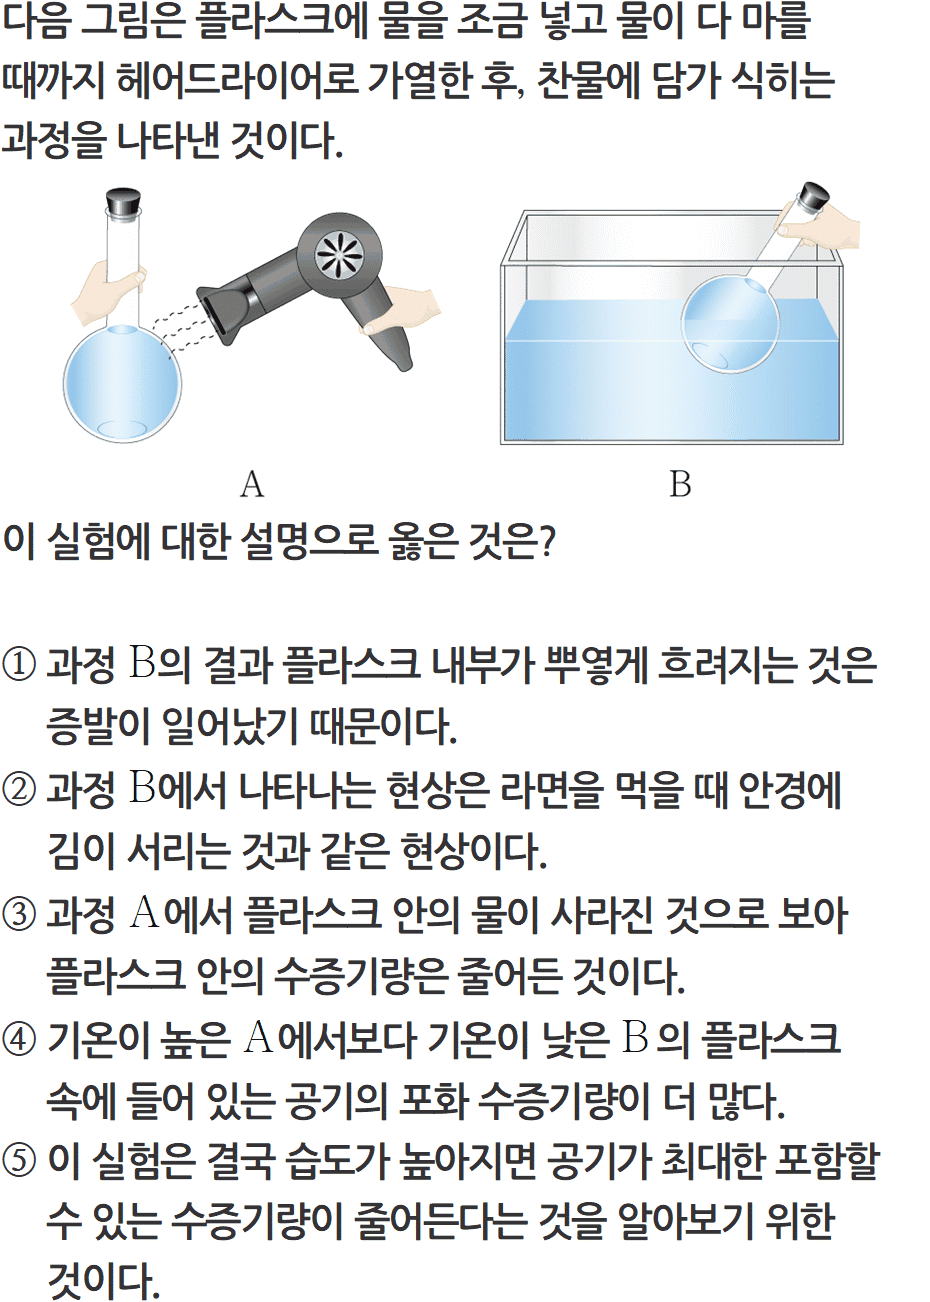 다음 그림은 플라스크에 물을 조금 넣고 물이 다 마를
때까지 헤어드라이어로 가열한 후, 찬물에 담가 식히는
과정을 나타낸 것이다.
A
B
이 실험에 대한 설명으로 옳은 것은?
① 과정 B의 결과 플라스크 내부가 뿌옇게 흐려지는 것은
증발이 일어났기 때문이다.
② 과정 B에서 나타나는 현상은 라면을 먹을 때 안경에
김이 서리는 것과 같은 현상이다.
③ 과정 A에서 플라스크 안의 물이 사라진 것으로 보아
플라스크 안의 수증기량은 줄어든 것이다.
④ 기온이 높은 A에서보다 기온이 낮은 B의 플라스크
속에 들어 있는 공기의 포화 수증기량이 더 많다.
⑤ 이 실험은 결국 습도가 높아지면 공기가 최대한 포함할
수 있는 수증기량이 줄어든다는 것을 알아보기 위한
것이다.